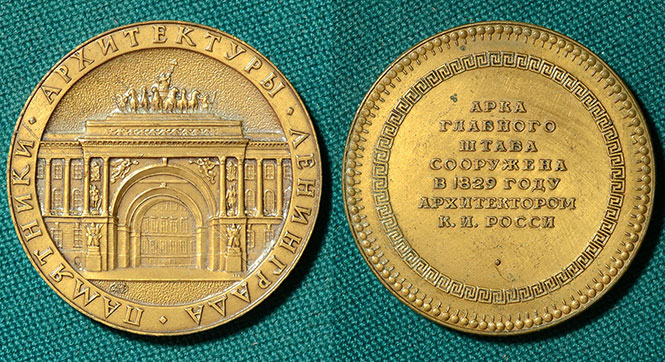 ПАМЯТНИКИ · АРХИТЕКТУРЫ · ЛЕНИНГРАДА ·
АРКА
ГЛАВНОГО
ШТАБА
СООРУЖЕНА
В 1829 ГОДУ
АРХИТЕКТОРОМ
К. И. РОССИ